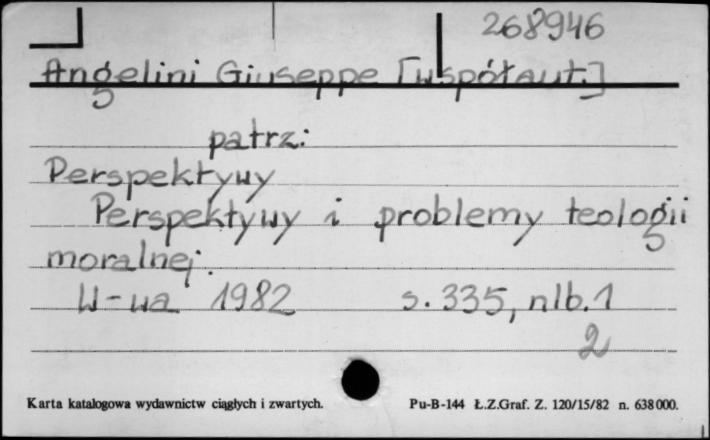 268946
Angelini Giuseppe [współaut.]
patrz:
Perspektywy
Perspektywy i problemy teologii
moralnej.
W-wa 1982 s. 335, nlb. 1
2
Karta katalogowa wydawnictw ciągłych i zwartych. Pu-B-144 Ł.Z.Graf. Z. 120/15/82 n. 638000.